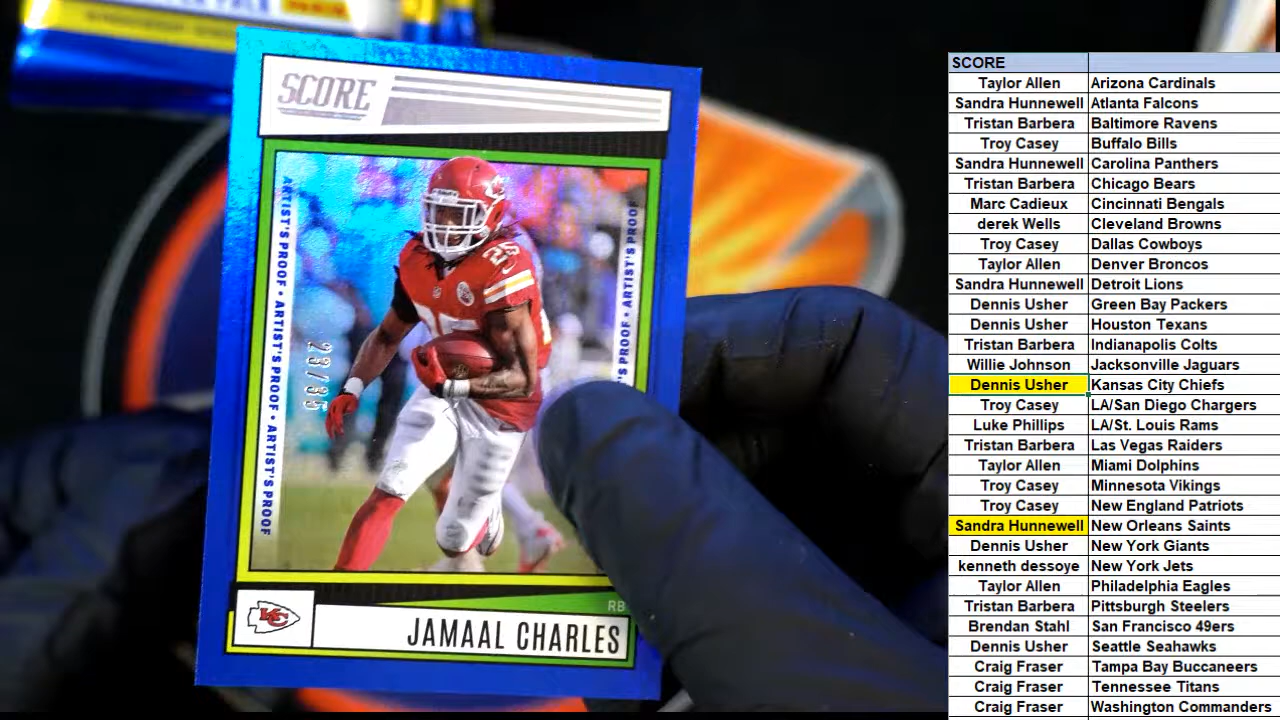 SCORE
ARTIST'S PROOF • ARTIST'S PROOF • ARTIST'S PROOF
ARTIST'S PROOF • ARTIST'S PROOF
25
25
RB
KC
JAMAAL CHARLES
SCORE
Taylor Allen Arizona Cardinals
Sandra Hunnewell Atlanta Falcons
Tristan Barbera Baltimore Ravens
Troy Casey Buffalo Bills
Sandra Hunnewell Carolina Panthers
Tristan Barbera Chicago Bears
Marc Cadieux Cincinnati Bengals
derek Wells Cleveland Browns
Troy Casey Dallas Cowboys
Taylor Allen Denver Broncos
Sandra Hunnewell Detroit Lions
Dennis Usher Green Bay Packers
Dennis Usher Houston Texans
Tristan Barbera Indianapolis Colts
Willie Johnson Jacksonville Jaguars
Dennis Usher Kansas City Chiefs
Troy Casey LA/San Diego Chargers
Luke Phillips LA/St. Louis Rams
Tristan Barbera Las Vegas Raiders
Taylor Allen Miami Dolphins
Troy Casey Minnesota Vikings
Troy Casey New England Patriots
Sandra Hunnewell New Orleans Saints
Dennis Usher New York Giants
kenneth dessoye New York Jets
Taylor Allen Philadelphia Eagles
Tristan Barbera Pittsburgh Steelers
Brendan Stahl San Francisco 49ers
Dennis Usher Seattle Seahawks
Craig Fraser Tampa Bay Buccaneers
Craig Fraser Tennessee Titans
Craig Fraser Washington Commanders